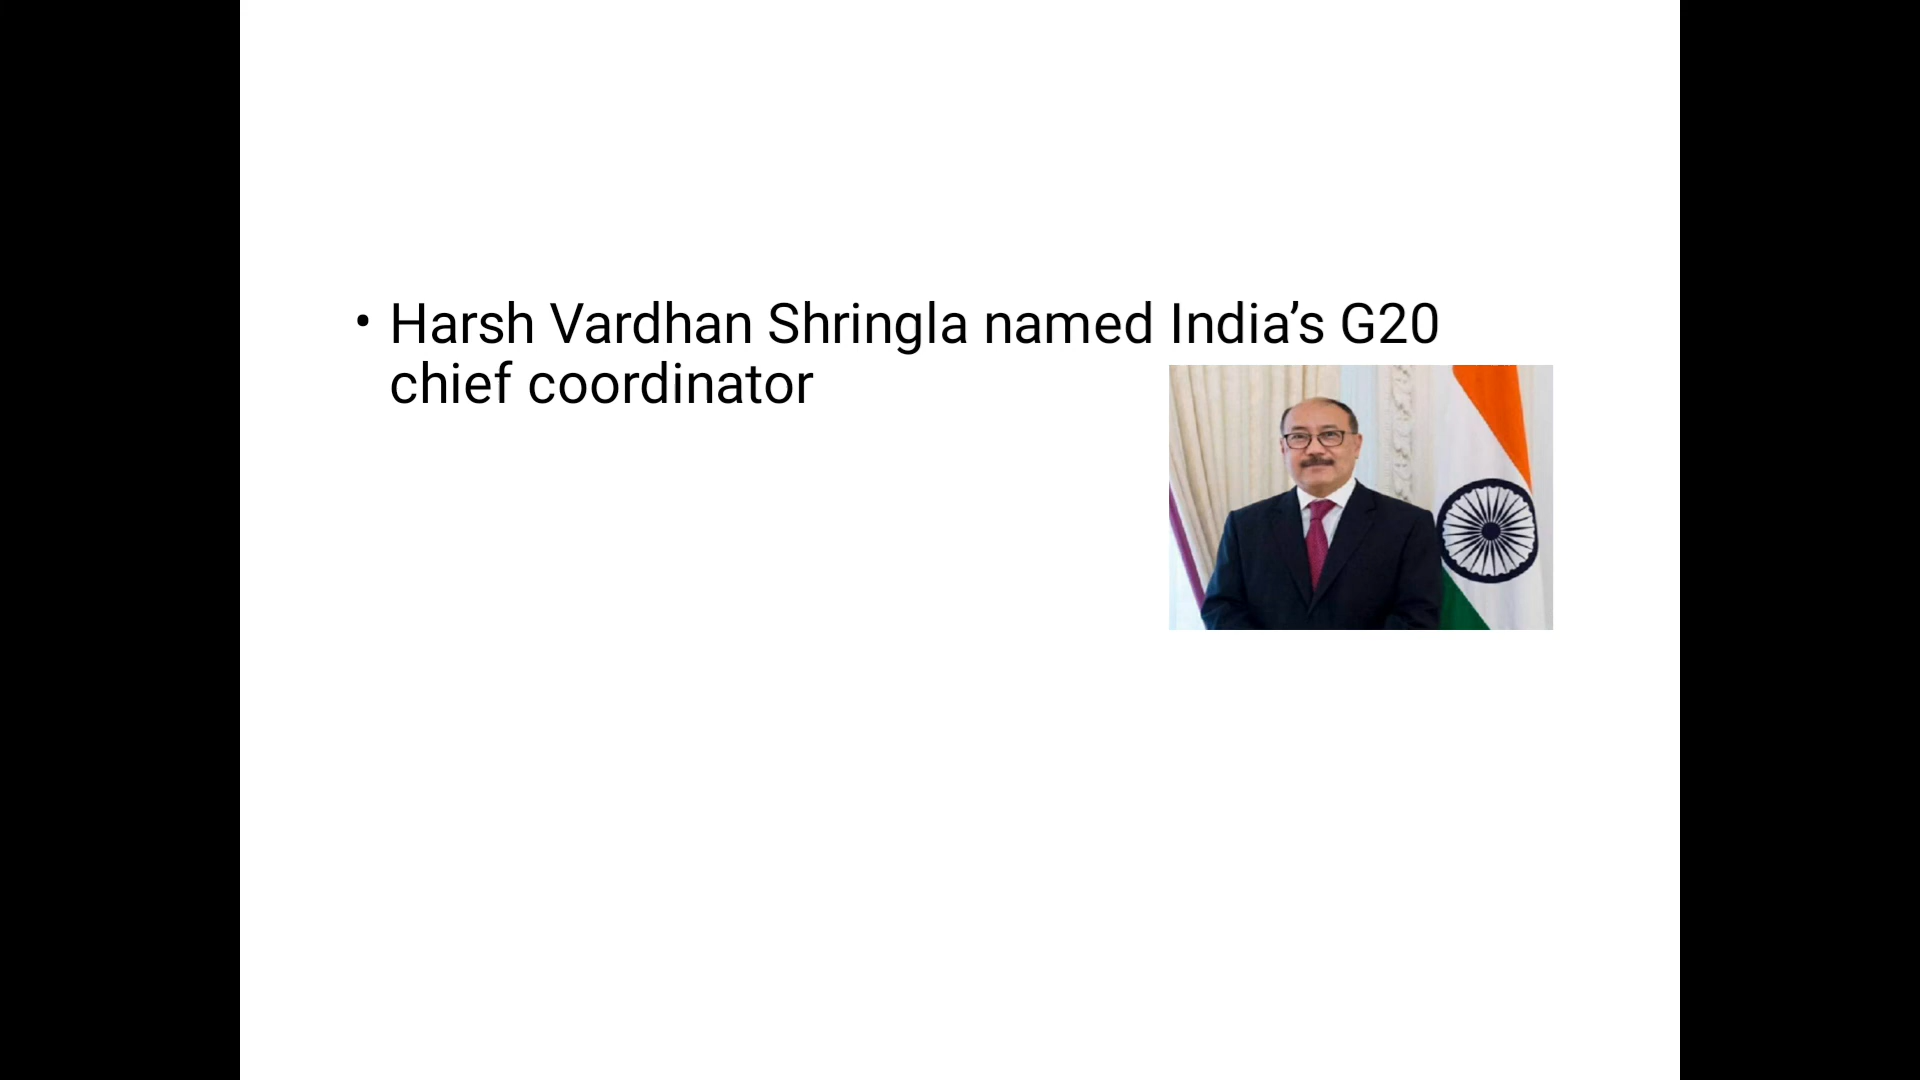 • Harsh Vardhan Shringla named India’s G20
chief coordinator